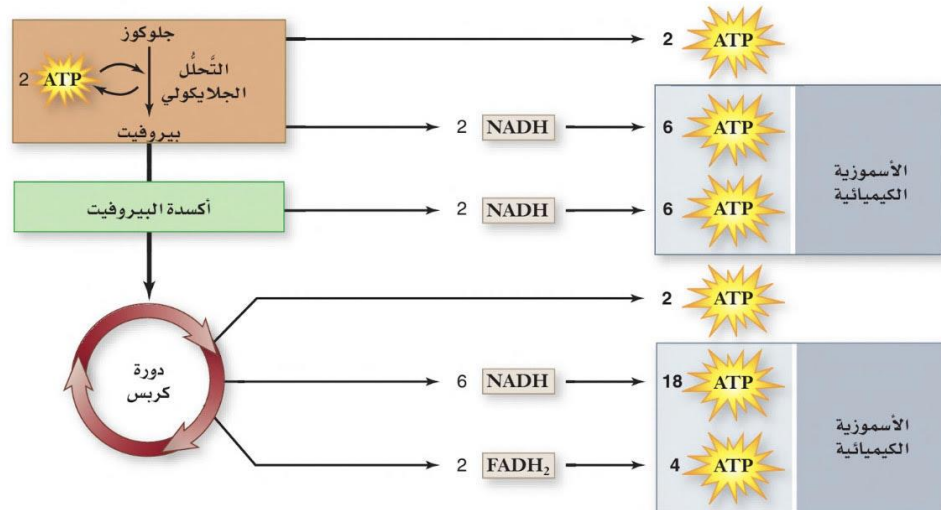 جلوكوز
2 ATP
التَّحلُّل
الجلايكولي
بيروفيت
2 ATP
2 NADH
6 ATP
أكسدة البيروفيت
2 NADH
6 ATP
الأسموزية
الكيميائية
2 ATP
دورة
كربس
6 NADH
18 ATP
2 FADH₂
4 ATP
الأسموزية
الكيميائية